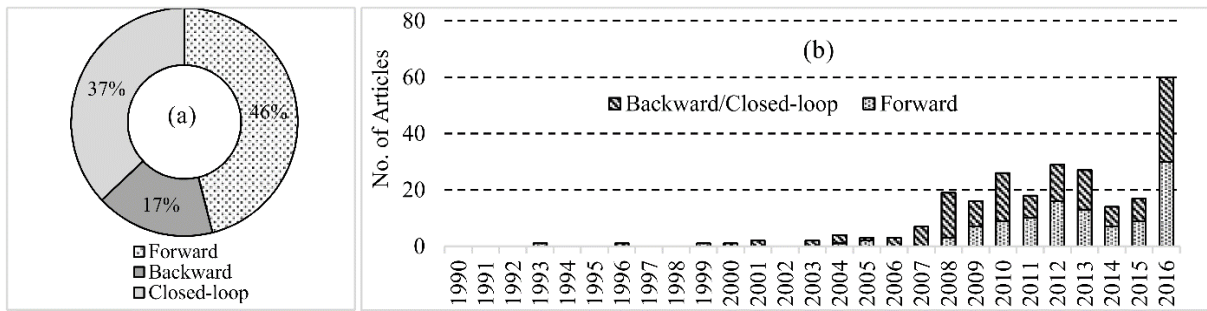 37%
(a)
46%
17%
Forward
Backward
Closed-loop
80
(b)
60
Backward/Closed-loop Forward
40
20
0
No. of Articles
1990 1991 1992 1993 1994 1995 1996 1997 1998 1999 2000 2001 2002 2003 2004 2005 2006 2007 2008 2009 2010 2011 2012 2013 2014 2015 2016